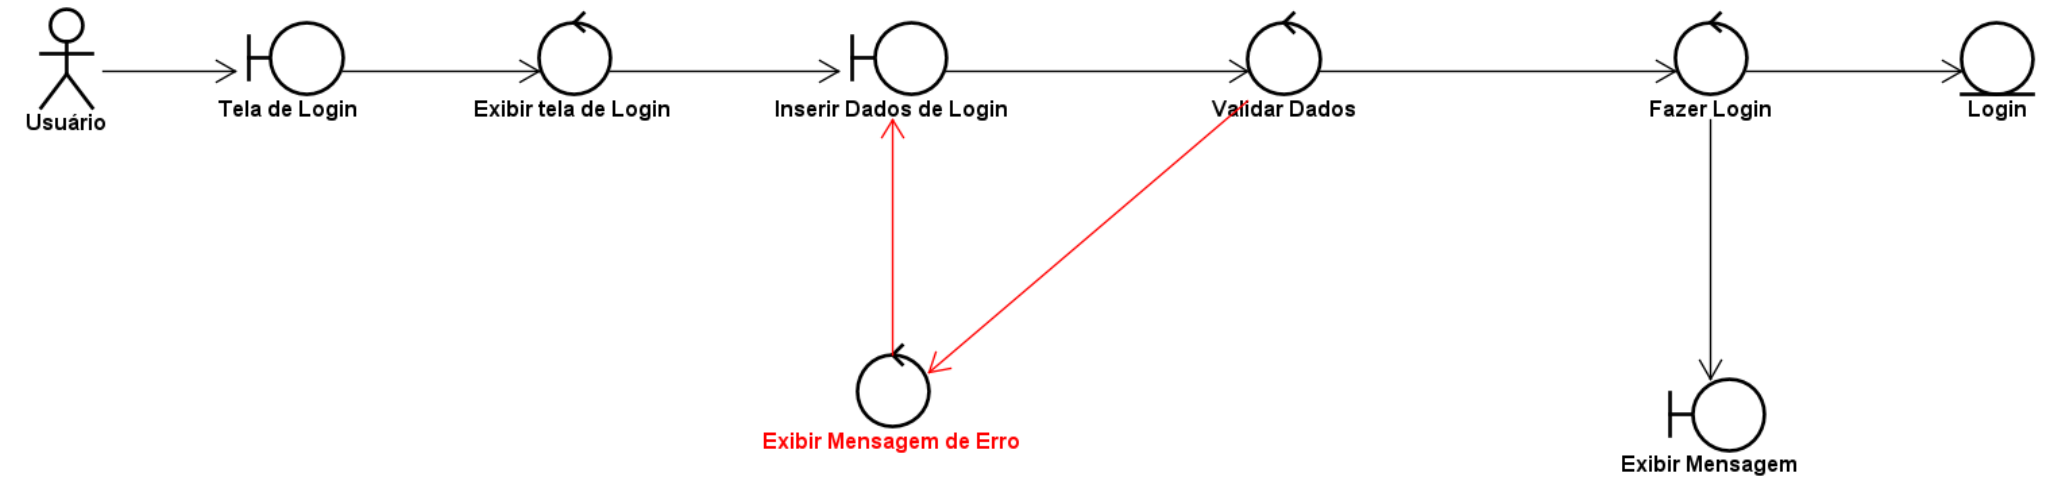 Usuário
Tela de Login
Exibir tela de Login
Inserir Dados de Login
Validar Dados
Fazer Login
Login
Exibir Mensagem de Erro
Exibir Mensagem